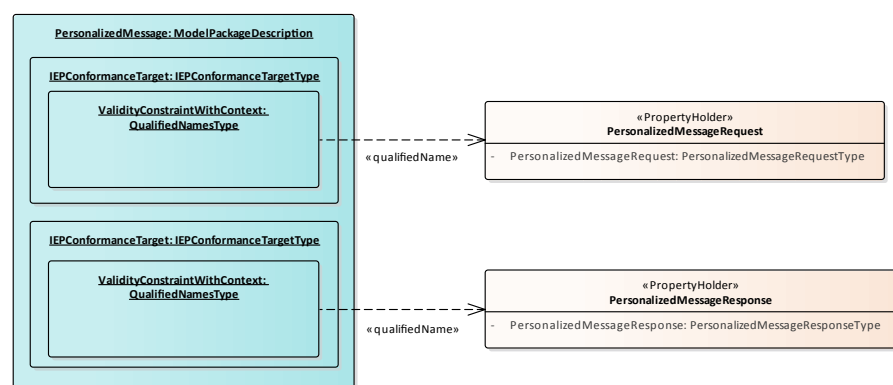 PersonalizedMessage: ModelPackageDescription
IEPConformanceTarget: IEPConformanceTargetType
ValidityConstraintWithContext:
QualifiedNamesType
«qualifiedName»
«PropertyHolder»
PersonalizedMessageRequest
- PersonalizedMessageRequest: PersonalizedMessageRequestType
IEPConformanceTarget: IEPConformanceTargetType
ValidityConstraintWithContext:
QualifiedNamesType
«qualifiedName»
«PropertyHolder»
PersonalizedMessageResponse
- PersonalizedMessageResponse: PersonalizedMessageResponseType